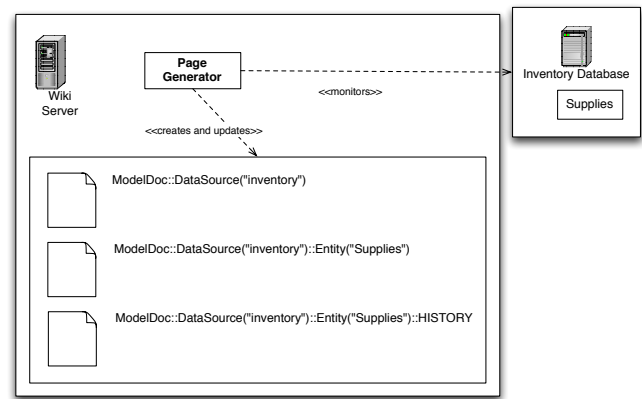 Wiki
Server
Page
Generator
<<monitors>>
Inventory Database
Supplies
<<creates and updates>>
ModelDoc::DataSource("inventory")
ModelDoc::DataSource("inventory")::Entity("Supplies")
ModelDoc::DataSource("inventory")::Entity("Supplies")::HISTORY